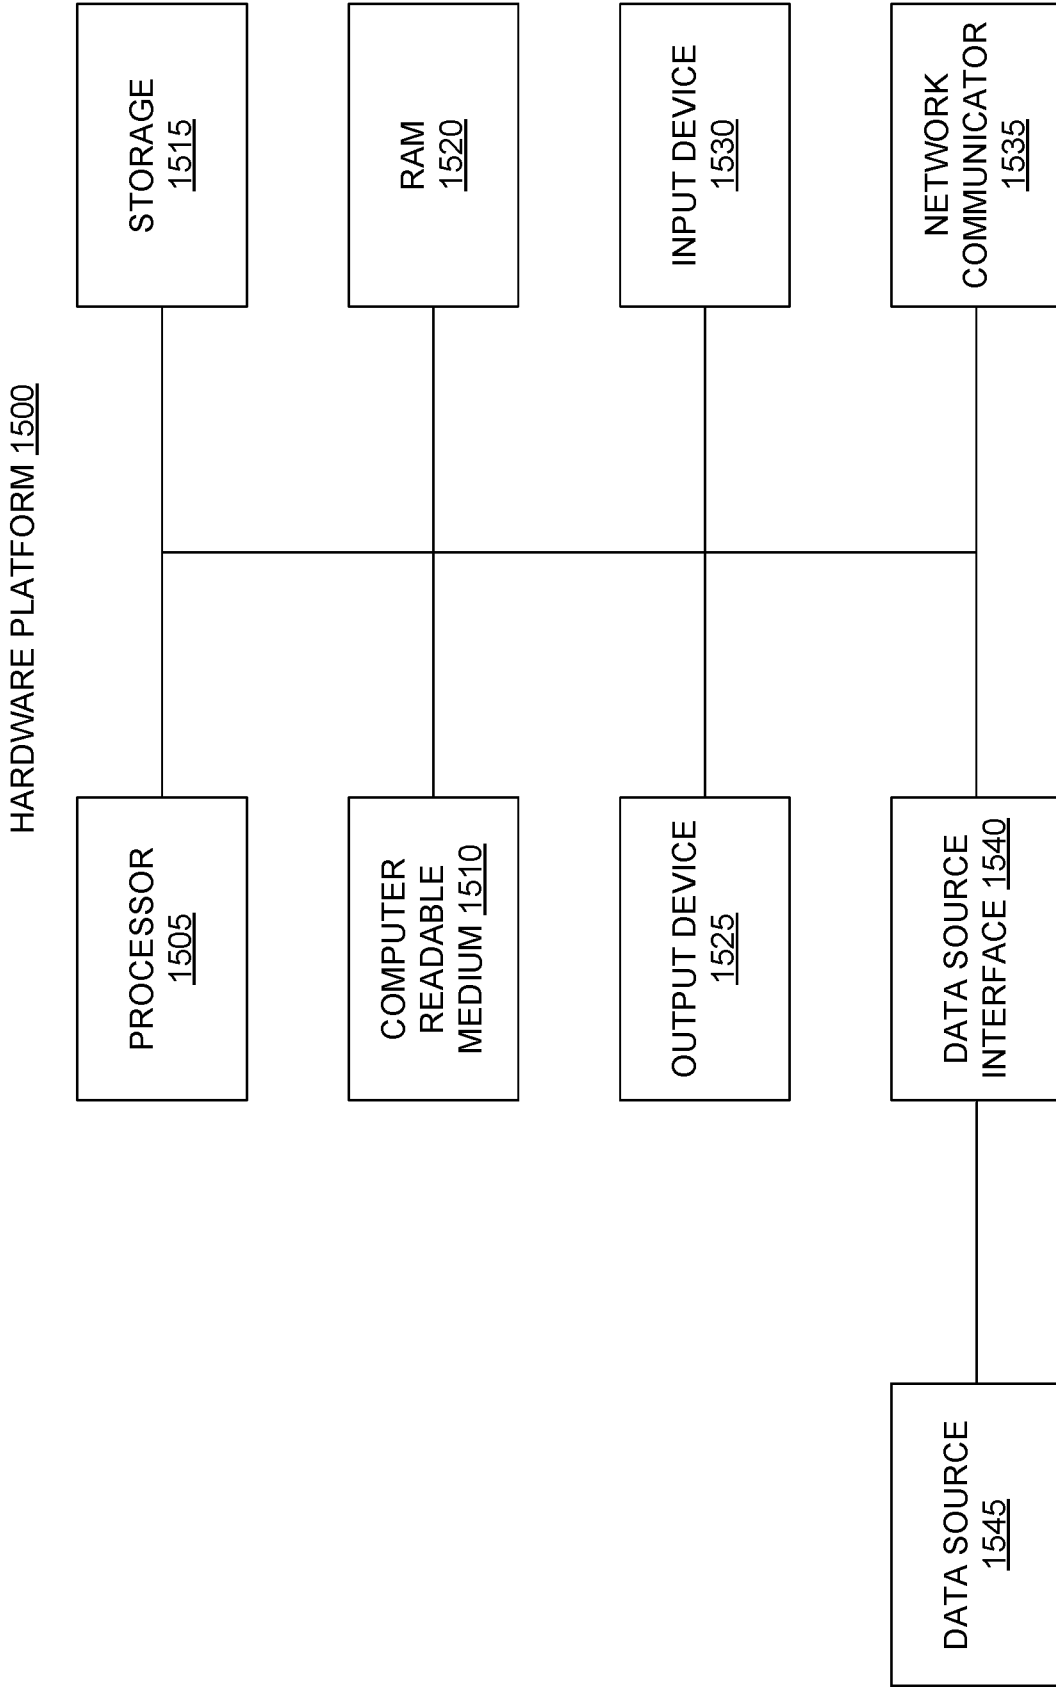 HARDWARE PLATFORM 1500
PROCESSOR
1505
STORAGE
1515
COMPUTER
READABLE
MEDIUM 1510
RAM
1520
OUTPUT DEVICE
1525
INPUT DEVICE
1530
DATA SOURCE
1545
DATA SOURCE
INTERFACE 1540
NETWORK
COMMUNICATOR
1535